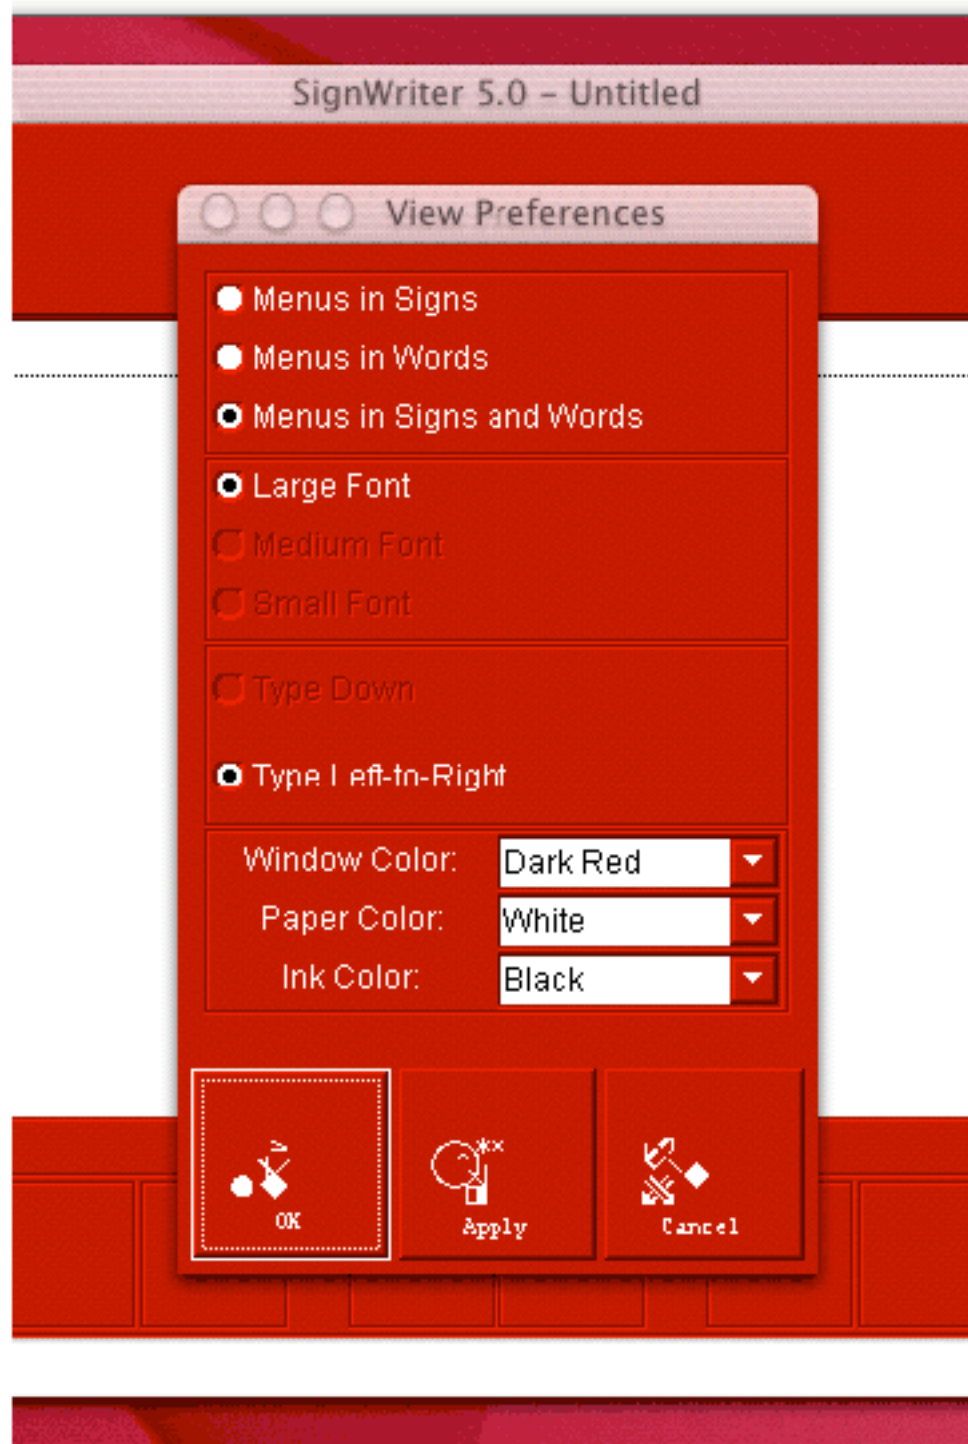 SignWriter 5.0 – Untitled
View Preferences
Menus in Signs
Menus in Words
Menus in Signs and Words
Large Font
Medium Font
Small Font
Type Down
Type Left-to-Right
Window Color: Dark Red
Paper Color: White
Ink Color: Black
OK Apply Cancel